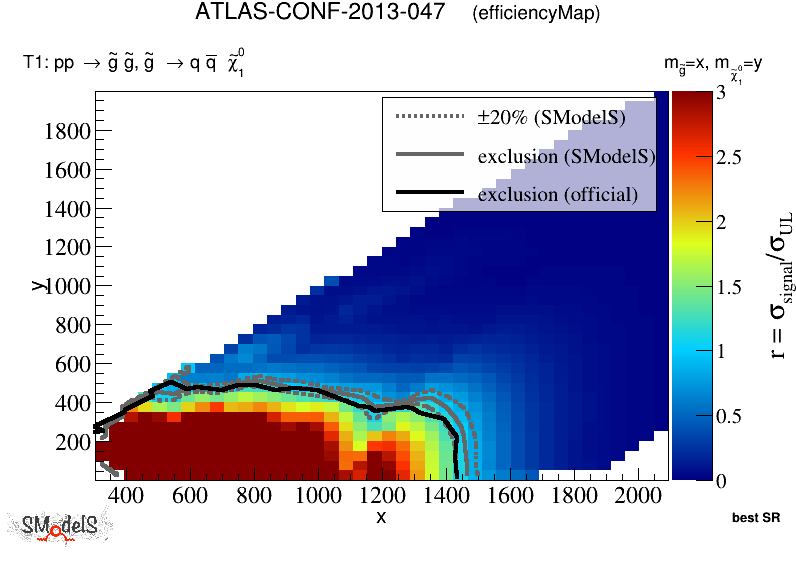 ATLAS-CONF-2013-047 (efficiencyMap)
T1: pp → g̃ g̃, g̃ → q q̅ χ̃₁⁰
m_g̃=x, m_χ̃₁⁰=y
±20% (SModelS)
exclusion (SModelS)
exclusion (official)
y
1800
1600
1400
1200
1000
800
600
400
200
400 600 800 1000 1200 1400 1600 1800 2000
x
3
2.5
2
1.5
1
0.5
0
r = σ_signal/σ_UL
SModelS
best SR